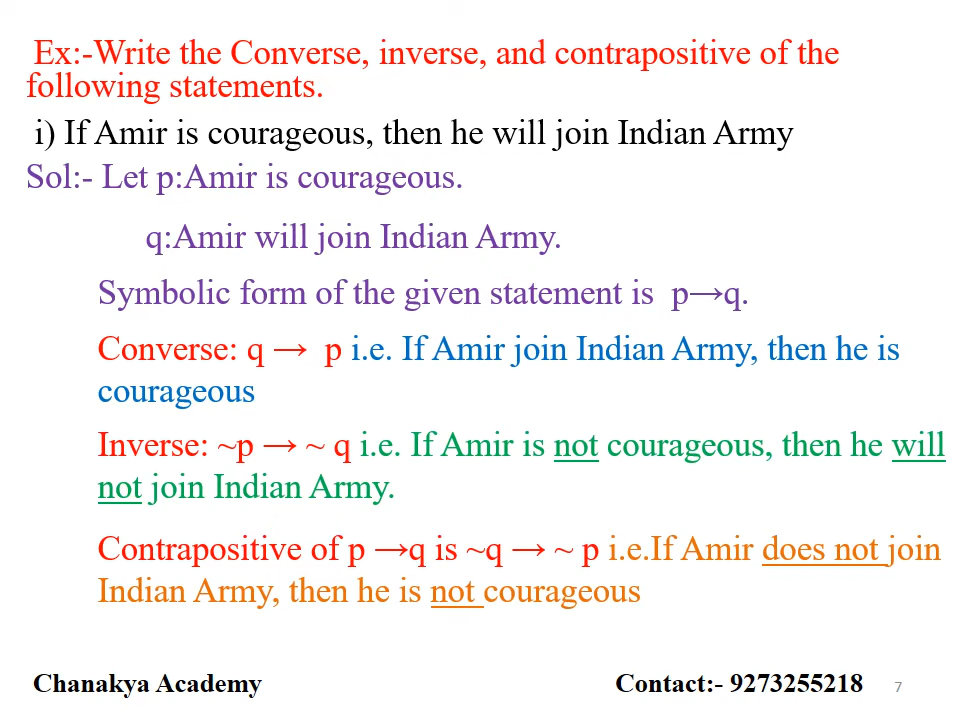 Ex:-Write the Converse, inverse, and contrapositive of the
following statements.
i) If Amir is courageous, then he will join Indian Army
Sol:- Let p:Amir is courageous.
q:Amir will join Indian Army.
Symbolic form of the given statement is p→q.
Converse: q → p i.e. If Amir join Indian Army, then he is
courageous
Inverse: ~p → ~ q i.e. If Amir is not courageous, then he will
not join Indian Army.
Contrapositive of p →q is ~q → ~ p i.e.If Amir does not join
Indian Army, then he is not courageous
Chanakya Academy Contact:- 9273255218 7